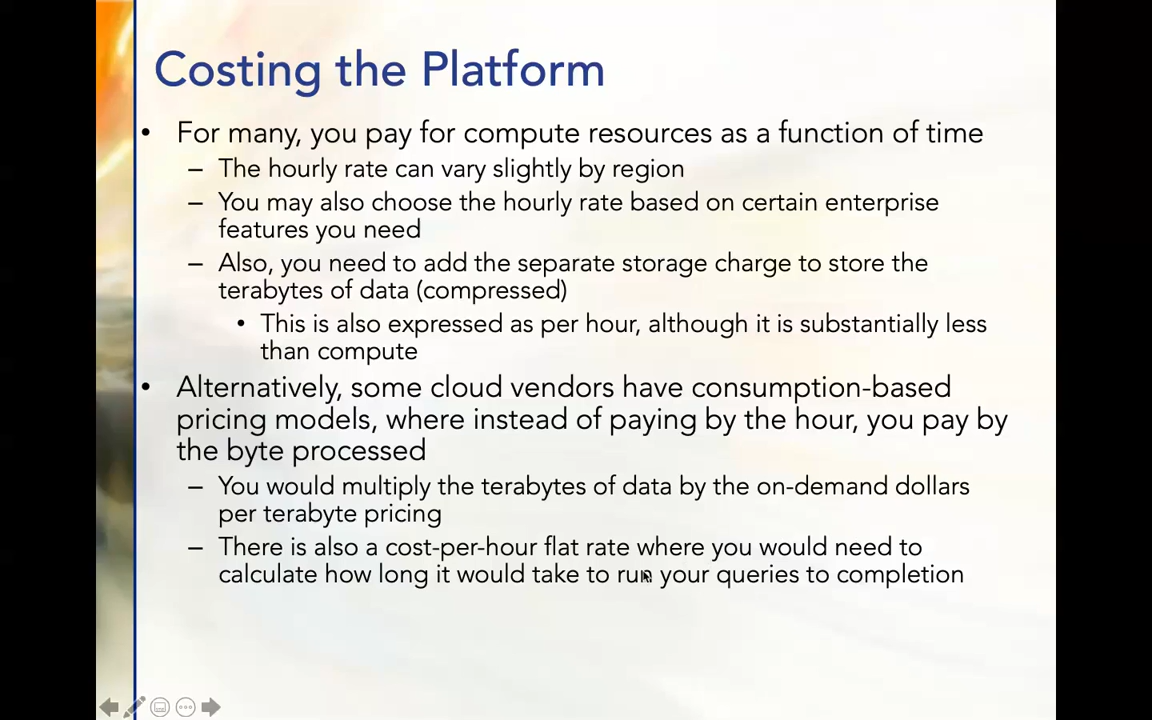 Costing the Platform
• For many, you pay for compute resources as a function of time
– The hourly rate can vary slightly by region
– You may also choose the hourly rate based on certain enterprise
features you need
– Also, you need to add the separate storage charge to store the
terabytes of data (compressed)
• This is also expressed as per hour, although it is substantially less
than compute
• Alternatively, some cloud vendors have consumption-based
pricing models, where instead of paying by the hour, you pay by
the byte processed
– You would multiply the terabytes of data by the on-demand dollars
per terabyte pricing
– There is also a cost-per-hour flat rate where you would need to
calculate how long it would take to run your queries to completion